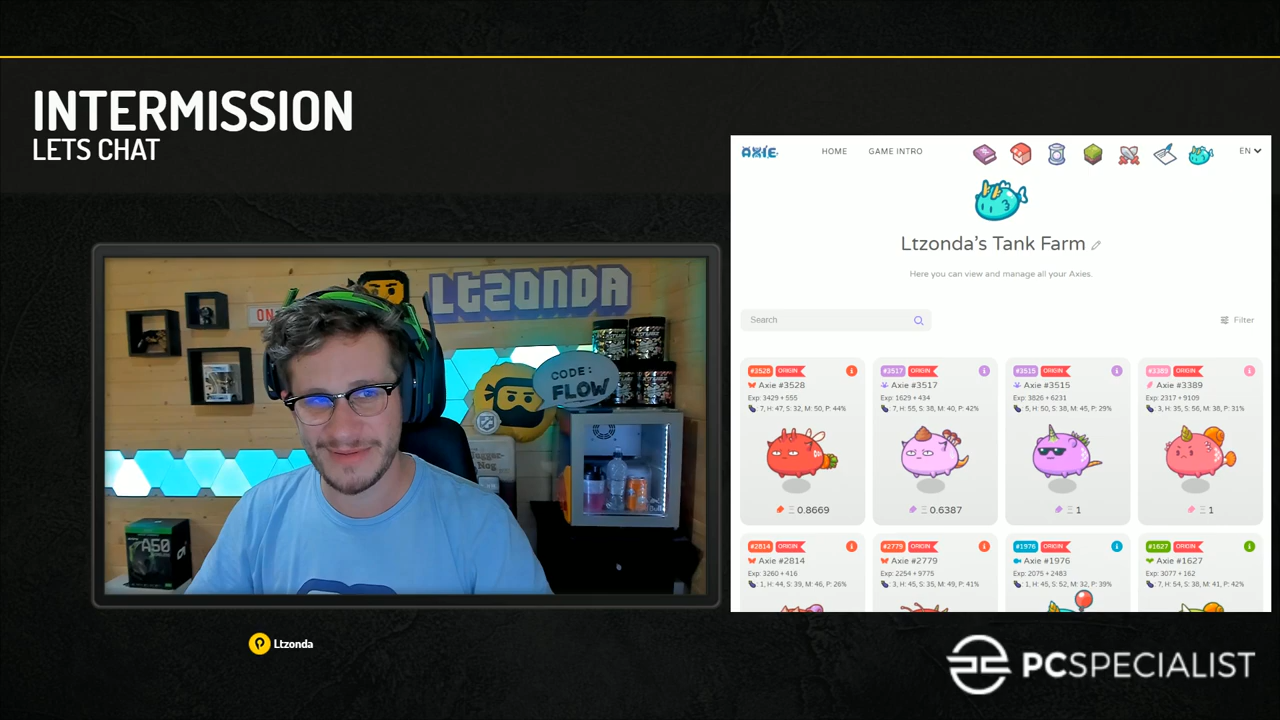 INTERMISSION
LETS CHAT
AXIE
HOME
GAME INTRO
EN
Ltzonda's Tank Farm
Here you can view and manage all your Axies.
Search
Filter
#3528 ORIGIN
Axie #3528
Exp: 3429 + 555
7, H: 47, S: 32, M: 50, P: 44%
Ξ 0.8669
#3517 ORIGIN
Axie #3517
Exp: 1629 + 434
7, H: 55, S: 38, M: 40, P: 42%
Ξ 0.6387
#3515 ORIGIN
Axie #3515
Exp: 3826 + 6231
5, H: 50, S: 38, M: 45, P: 29%
Ξ 1
#3389 ORIGIN
Axie #3389
Exp: 2317 + 9109
3, H: 35, S: 56, M: 38, P: 31%
Ξ 1
#2814 ORIGIN
Axie #2814
Exp: 3260 + 416
1, H: 44, S: 39, M: 46, P: 26%
#2779 ORIGIN
Axie #2779
Exp: 2254 + 9775
3, H: 45, S: 35, M: 49, P: 41%
#1976 ORIGIN
Axie #1976
Exp: 2075 + 2483
1, H: 45, S: 52, M: 32, P: 39%
#1627 ORIGIN
Axie #1627
Exp: 3077 + 162
7, H: 54, S: 38, M: 41, P: 42%
LTZONDA
ON
CODE:
FLOW
Jugger-
Nog
A50
Ltzonda
PCSPECIALIST